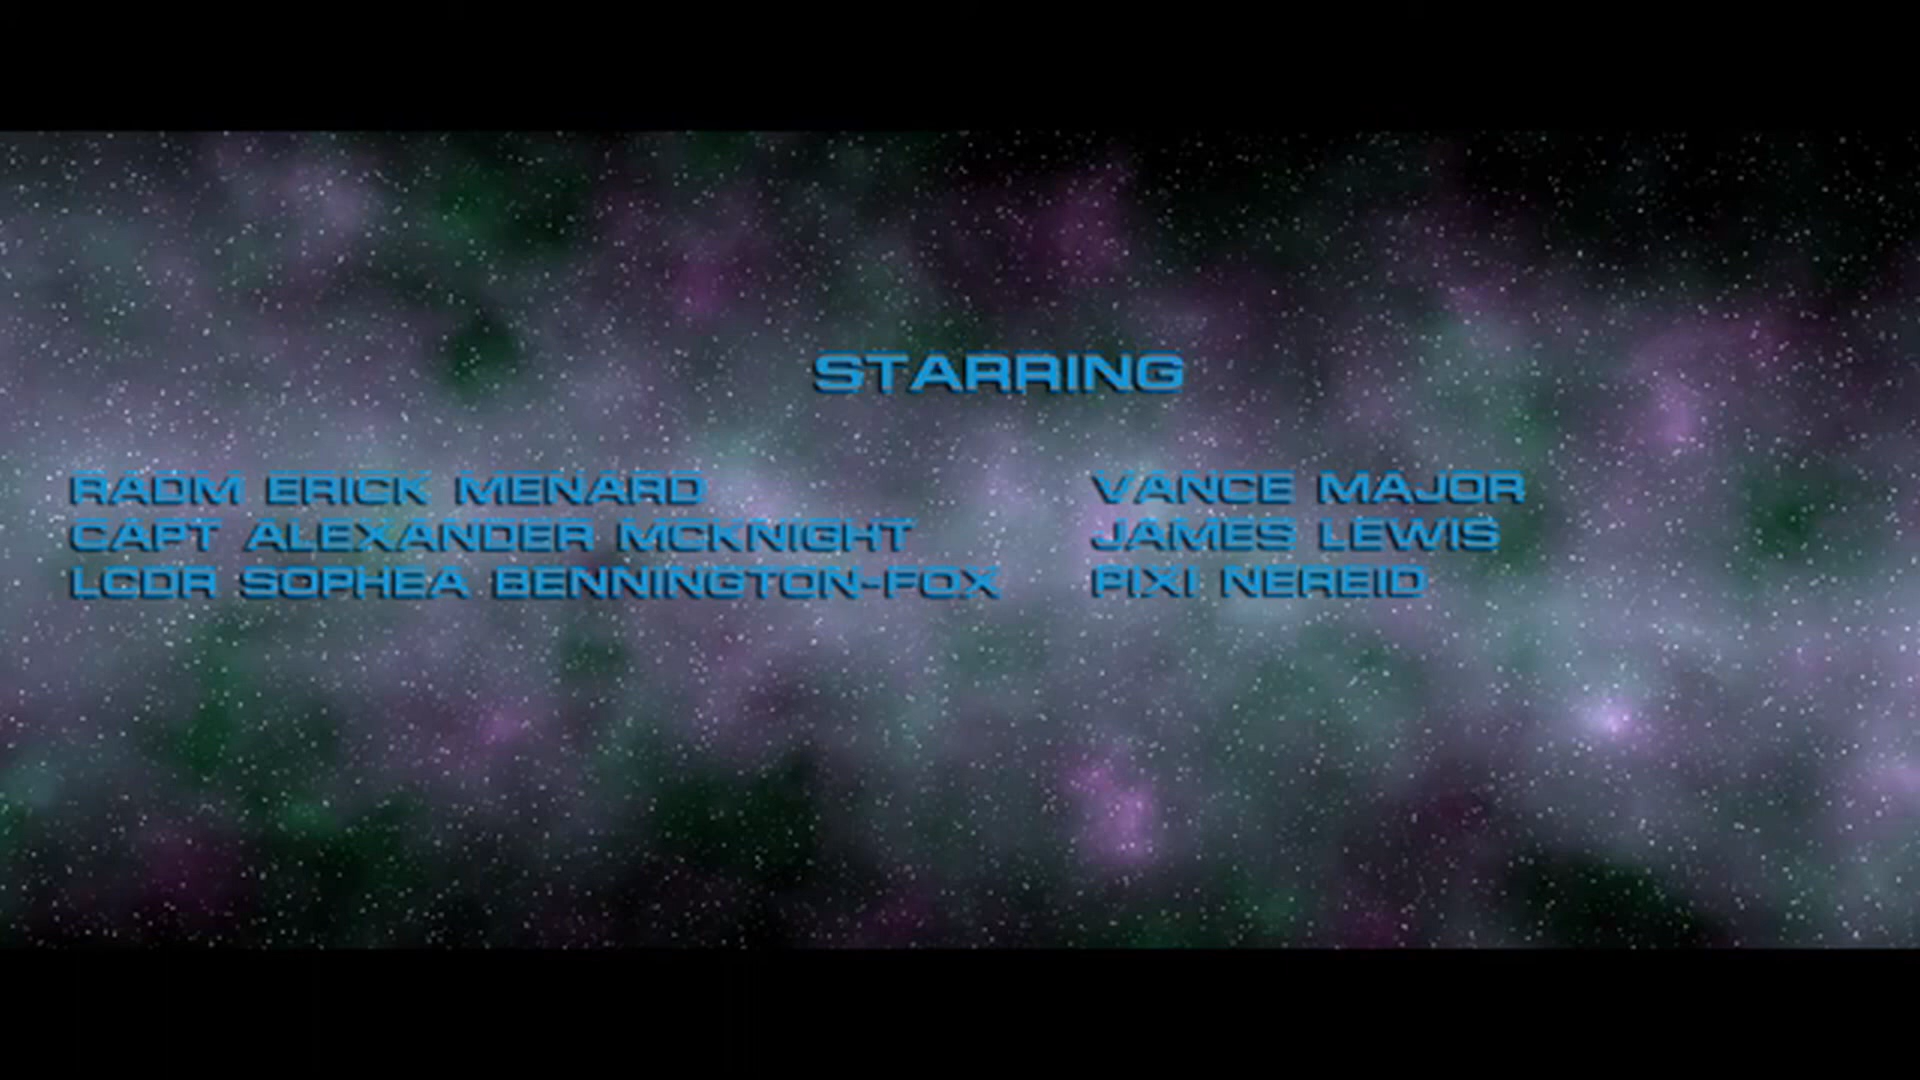 STARRING
RADM ERICK MENARD VANCE MAJOR
CAPT ALEXANDER MCKNIGHT JAMES LEWIS
LCDR SOPHEA BENNINGTON-FOX PIXI NEREID